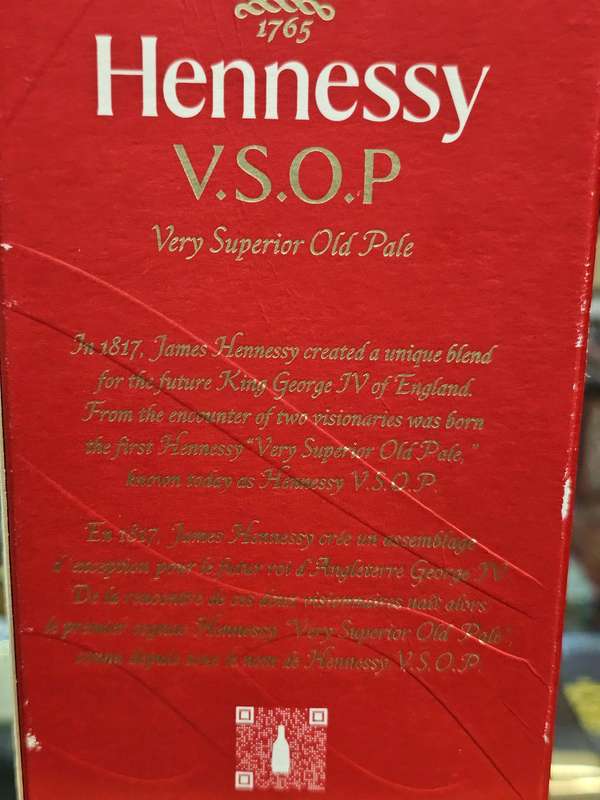 1765
Hennessy
V.S.O.P
Very Superior Old Pale
In 1817, James Hennessy created a unique blend
for the future King George IV of England.
From the encounter of two visionaries was born
the first Hennessy “Very Superior Old Pale,”
known today as Hennessy V.S.O.P.
En 1817, James Hennessy crée un assemblage
d’exception pour le futur roi d’Angleterre George IV.
De la rencontre de ces deux visionnaires naît alors
le premier cognac Hennessy “Very Superior Old Pale”,
connu depuis sous le nom de Hennessy V.S.O.P.